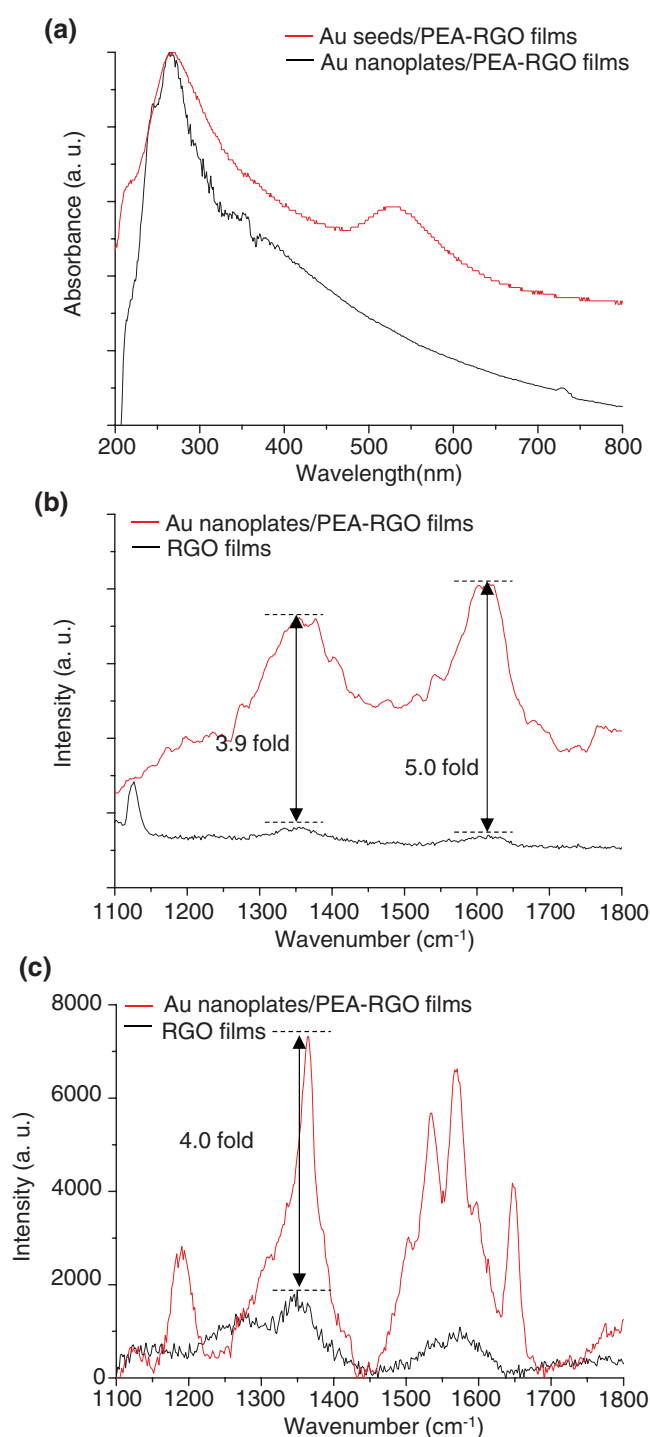 (a)
Au seeds/PEA-RGO films
Au nanoplates/PEA-RGO films
Absorbance (a. u.)
200 300 400 500 600 700 800
Wavelength(nm)
(b)
Au nanoplates/PEA-RGO films
RGO films
3.9 fold
5.0 fold
Intensity (a. u.)
1100 1200 1300 1400 1500 1600 1700 1800
Wavenumber (cm⁻¹)
(c)
Au nanoplates/PEA-RGO films
RGO films
8000
6000
4000
2000
0
4.0 fold
Intensity (a. u.)
1100 1200 1300 1400 1500 1600 1700 1800
Wavenumber (cm⁻¹)